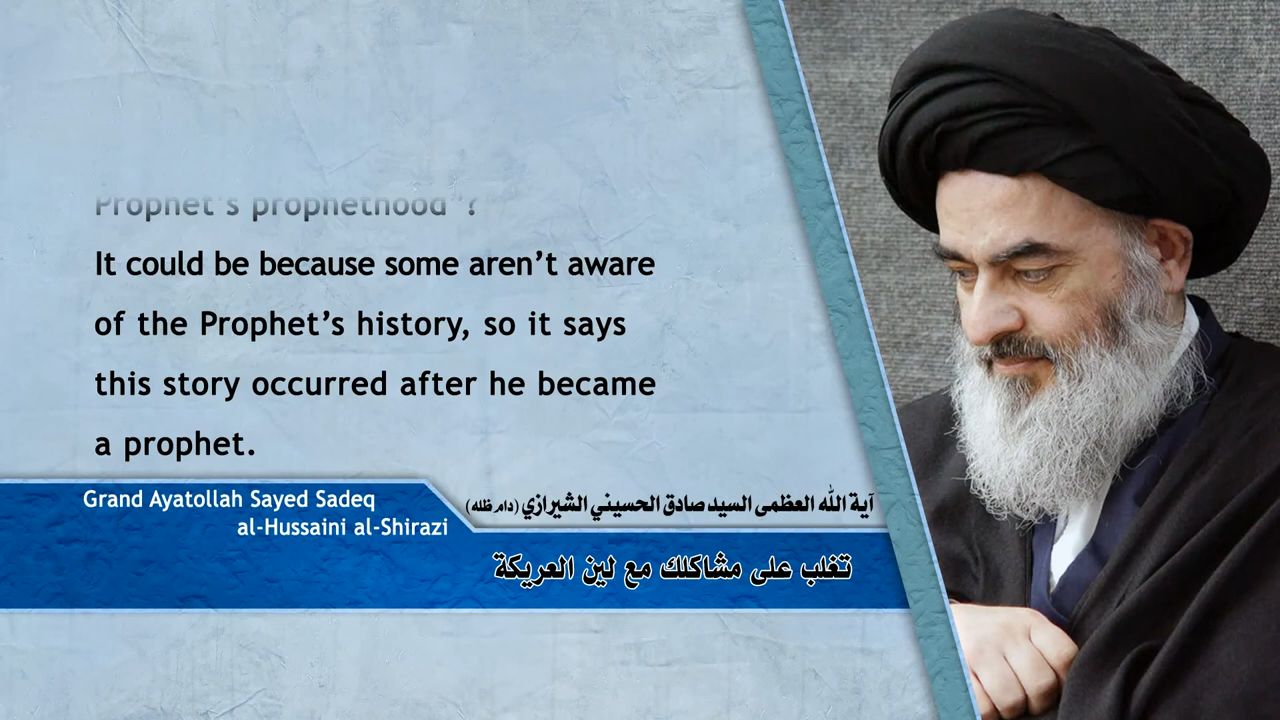 Prophet's prophethood"?
It could be because some aren't aware
of the Prophet's history, so it says
this story occurred after he became
a prophet.
Grand Ayatollah Sayed Sadeq
al-Hussaini al-Shirazi
آية الله العظمى السيد صادق الحسيني الشيرازي (دام ظله)
تغلب على مشاكلك مع لين العريكة